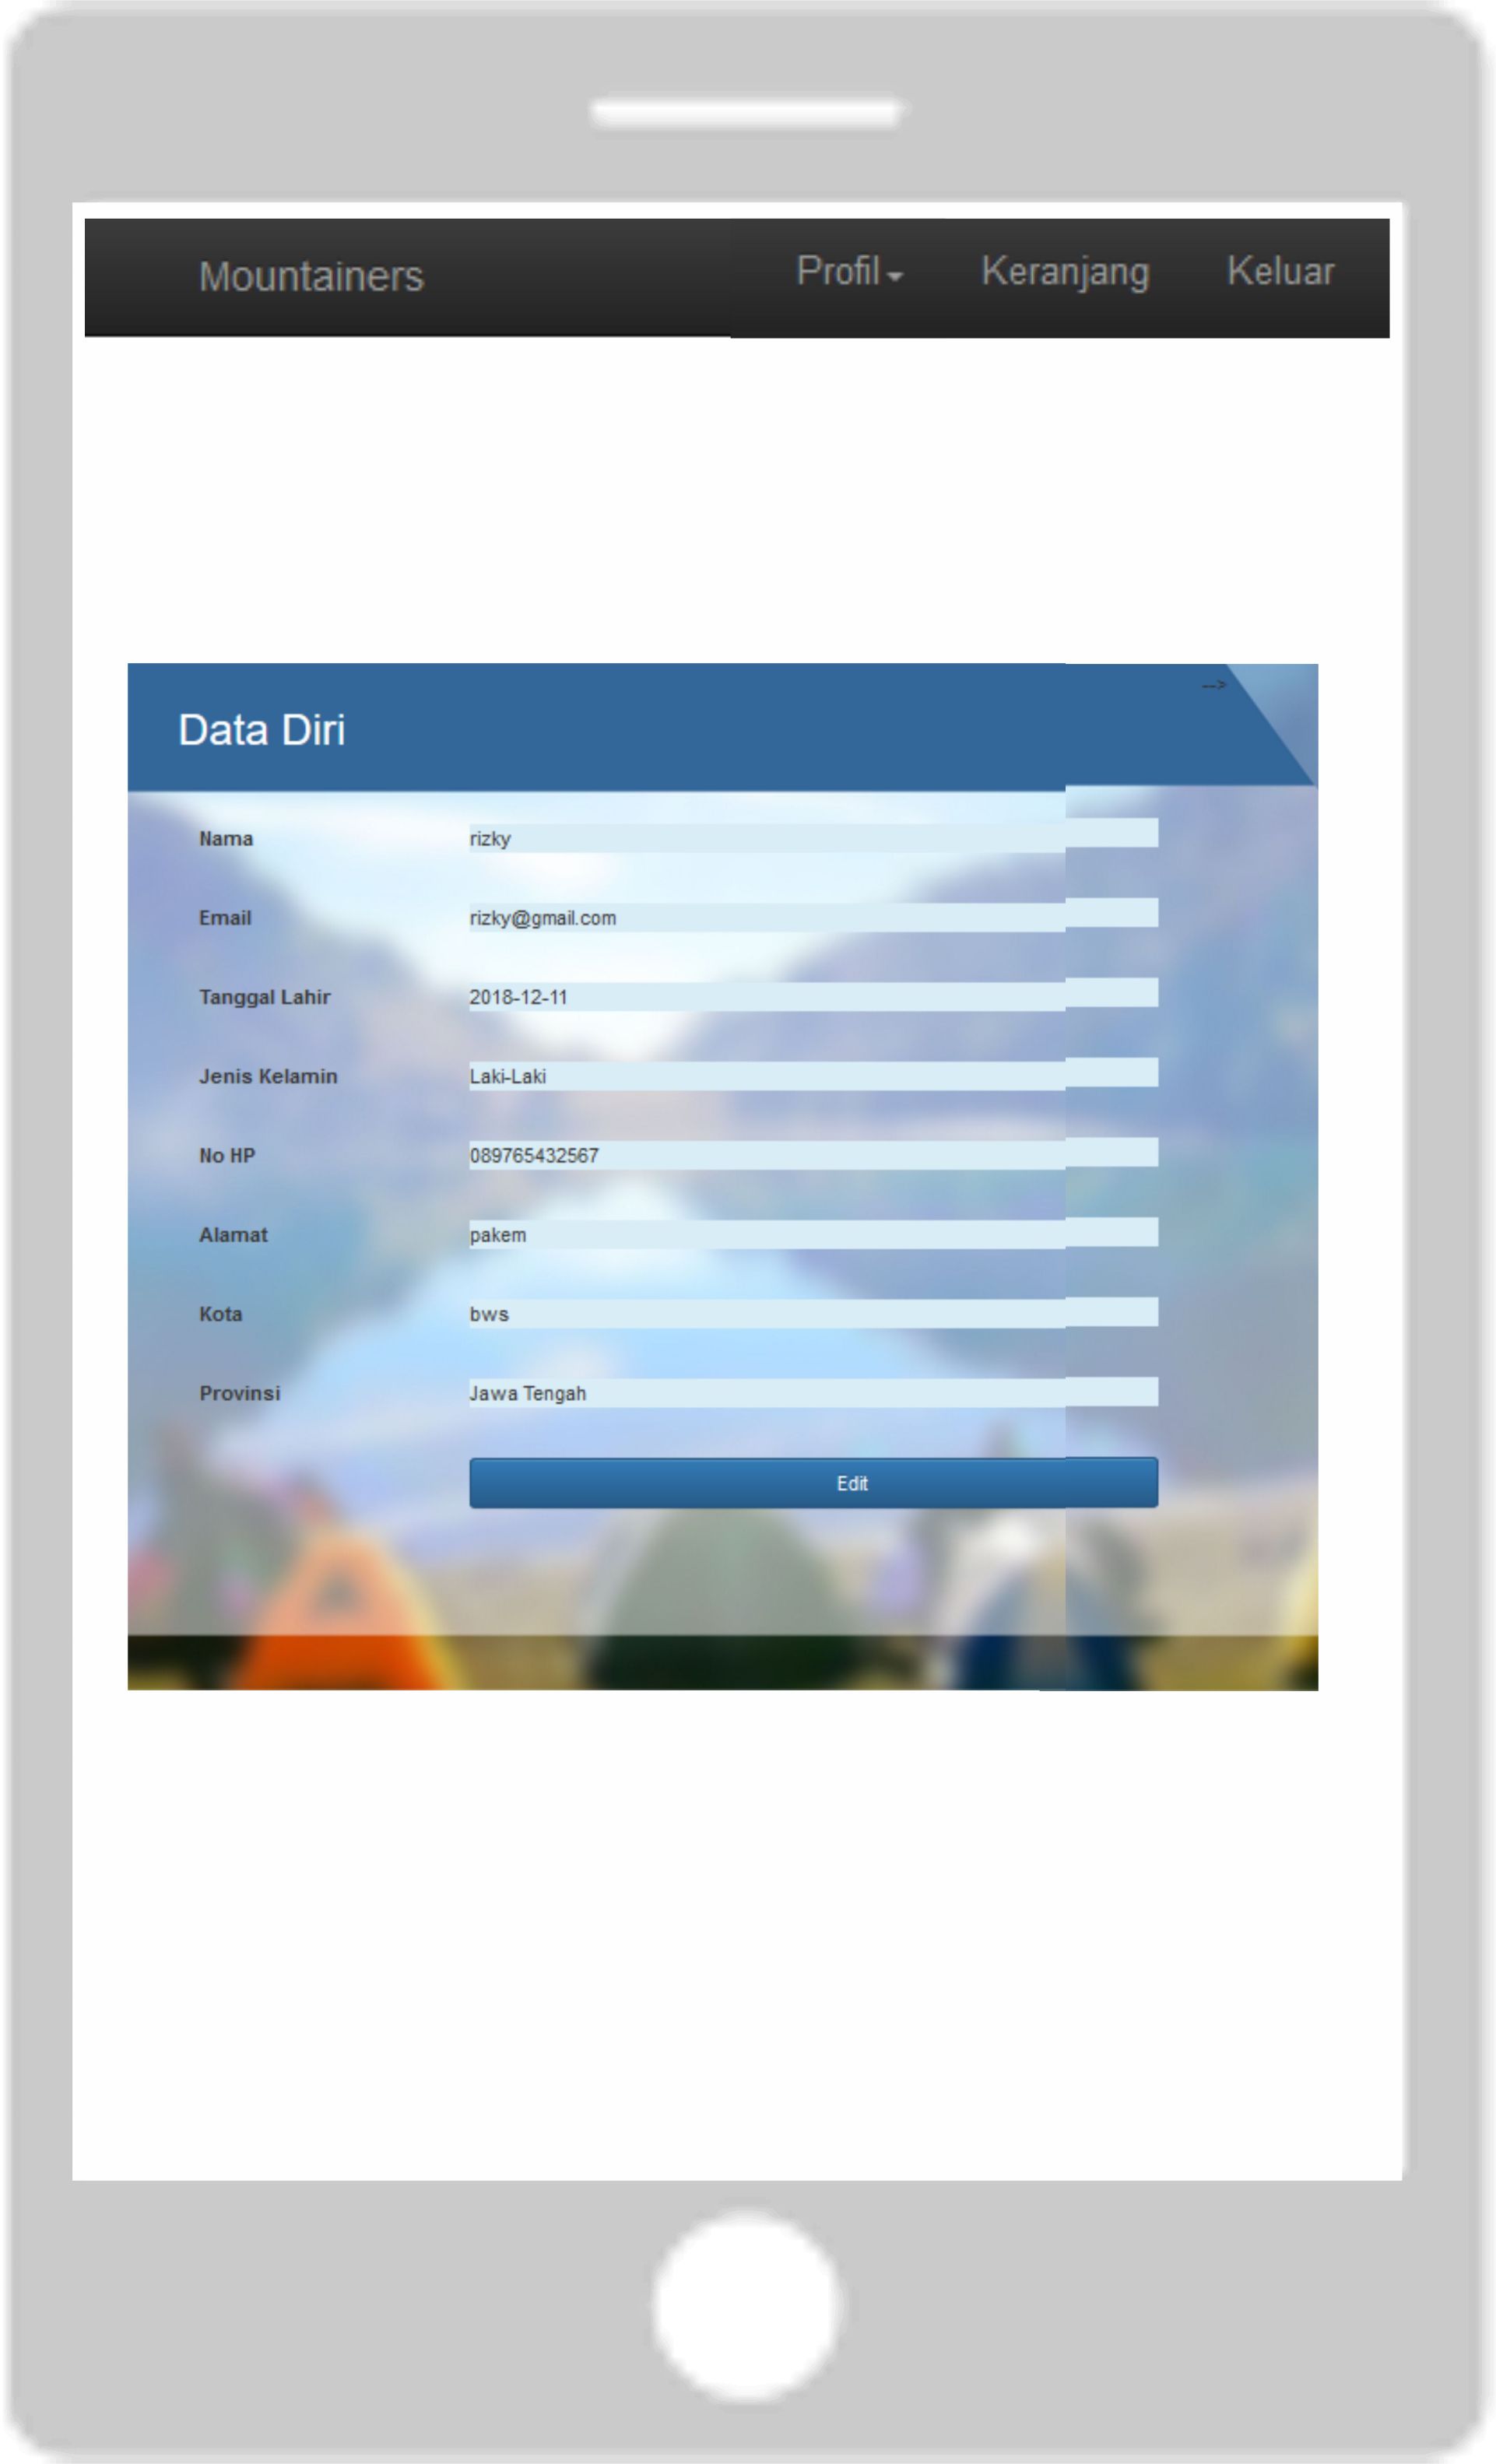 Mountainers Profil Keranjang Keluar
-->
Data Diri
Nama rizky
Email rizky@gmail.com
Tanggal Lahir 2018-12-11
Jenis Kelamin Laki-Laki
No HP 089765432567
Alamat pakem
Kota bws
Provinsi Jawa Tengah
Edit